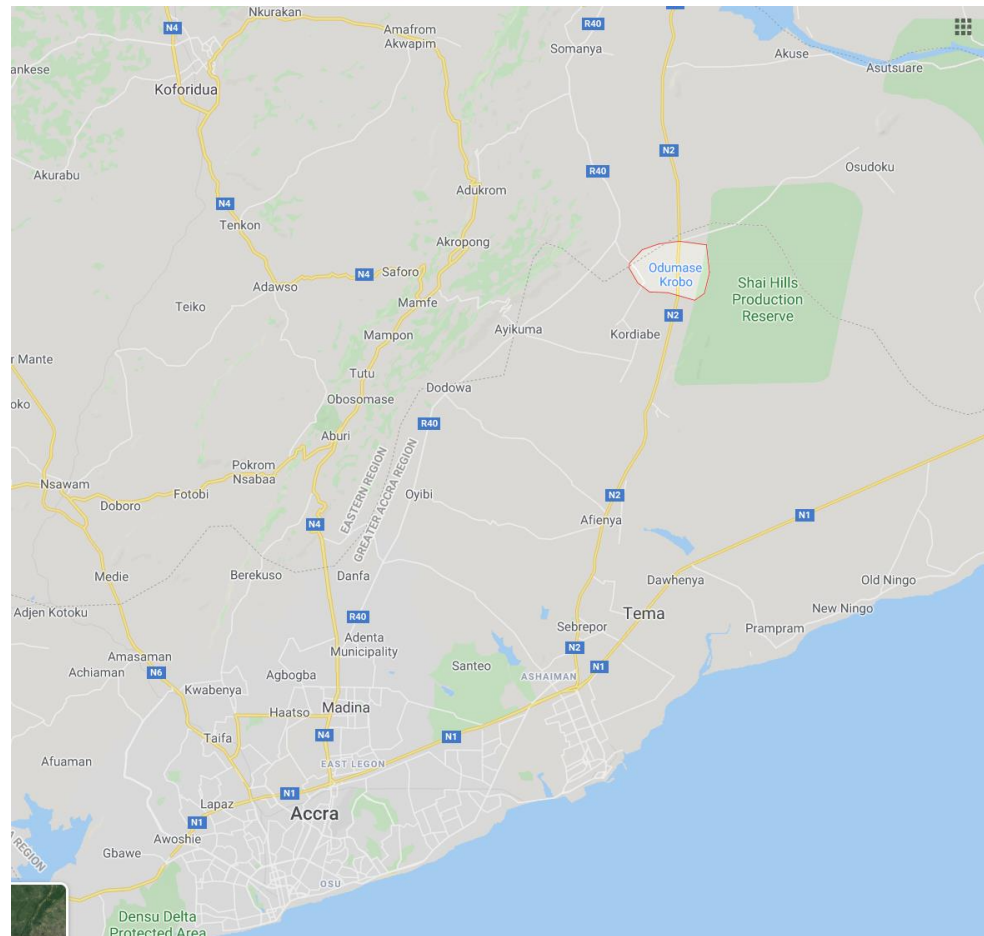 Nkurakan
N4
R40
Amafrom
Akwapim
Somanya
Akuse
Asutsuare
ankese
Koforidua
N2
Osudoku
R40
Akurabu
Adukrom
N4
Tenkon
Akropong
N4
Saforo
Odumase
Krobo
Adawso
Shai Hills
Production
Reserve
Teiko
Mamfe
N2
Ayikuma
Kordiabe
Mampon
r Mante
Tutu
Dodowa
oko
Obosomase
R40
Aburi
EASTERN REGION
GREATER ACCRA REGION
Pokrom
Nsabaa
Nsawam
Fotobi
Oyibi
N2
Doboro
N1
N4
Afienya
Medie
Berekuso
Danfa
Dawhenya
Old Ningo
Adjen Kotoku
R40
Tema
New Ningo
Sebrepor
Prampram
Adenta
Municipality
N2
Amasaman
N6
Achiaman
Agbogba
Santeo
N1
ASHAIMAN
Kwabenya
Haatso
Madina
Taifa
N4
N1
Afuaman
EAST LEGON
N1
Lapaz
Accra
N1
Awoshie
A REGION
Gbawe
OSU
Densu Delta
Protected Area